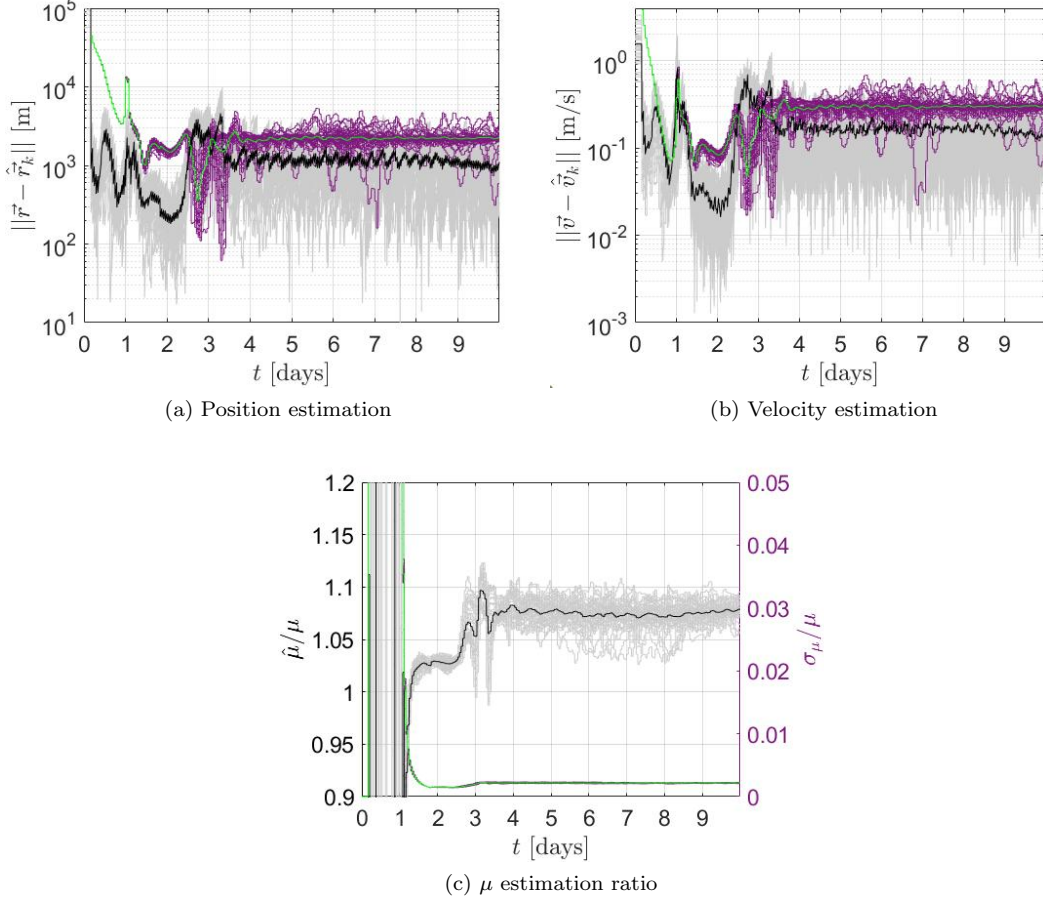 10^5
10^4
10^3
10^2
10^1
||r⃗ − r̂⃗_k|| [m]
0 1 2 3 4 5 6 7 8 9
t [days]
(a) Position estimation
10^0
10^-1
10^-2
10^-3
||v⃗ − v̂⃗_k|| [m/s]
0 1 2 3 4 5 6 7 8 9
t [days]
(b) Velocity estimation
1.2
1.15
1.1
1.05
1
0.95
0.9
μ̂/μ
0.05
0.04
0.03
0.02
0.01
0
σ_μ/μ
0 1 2 3 4 5 6 7 8 9
t [days]
(c) μ estimation ratio